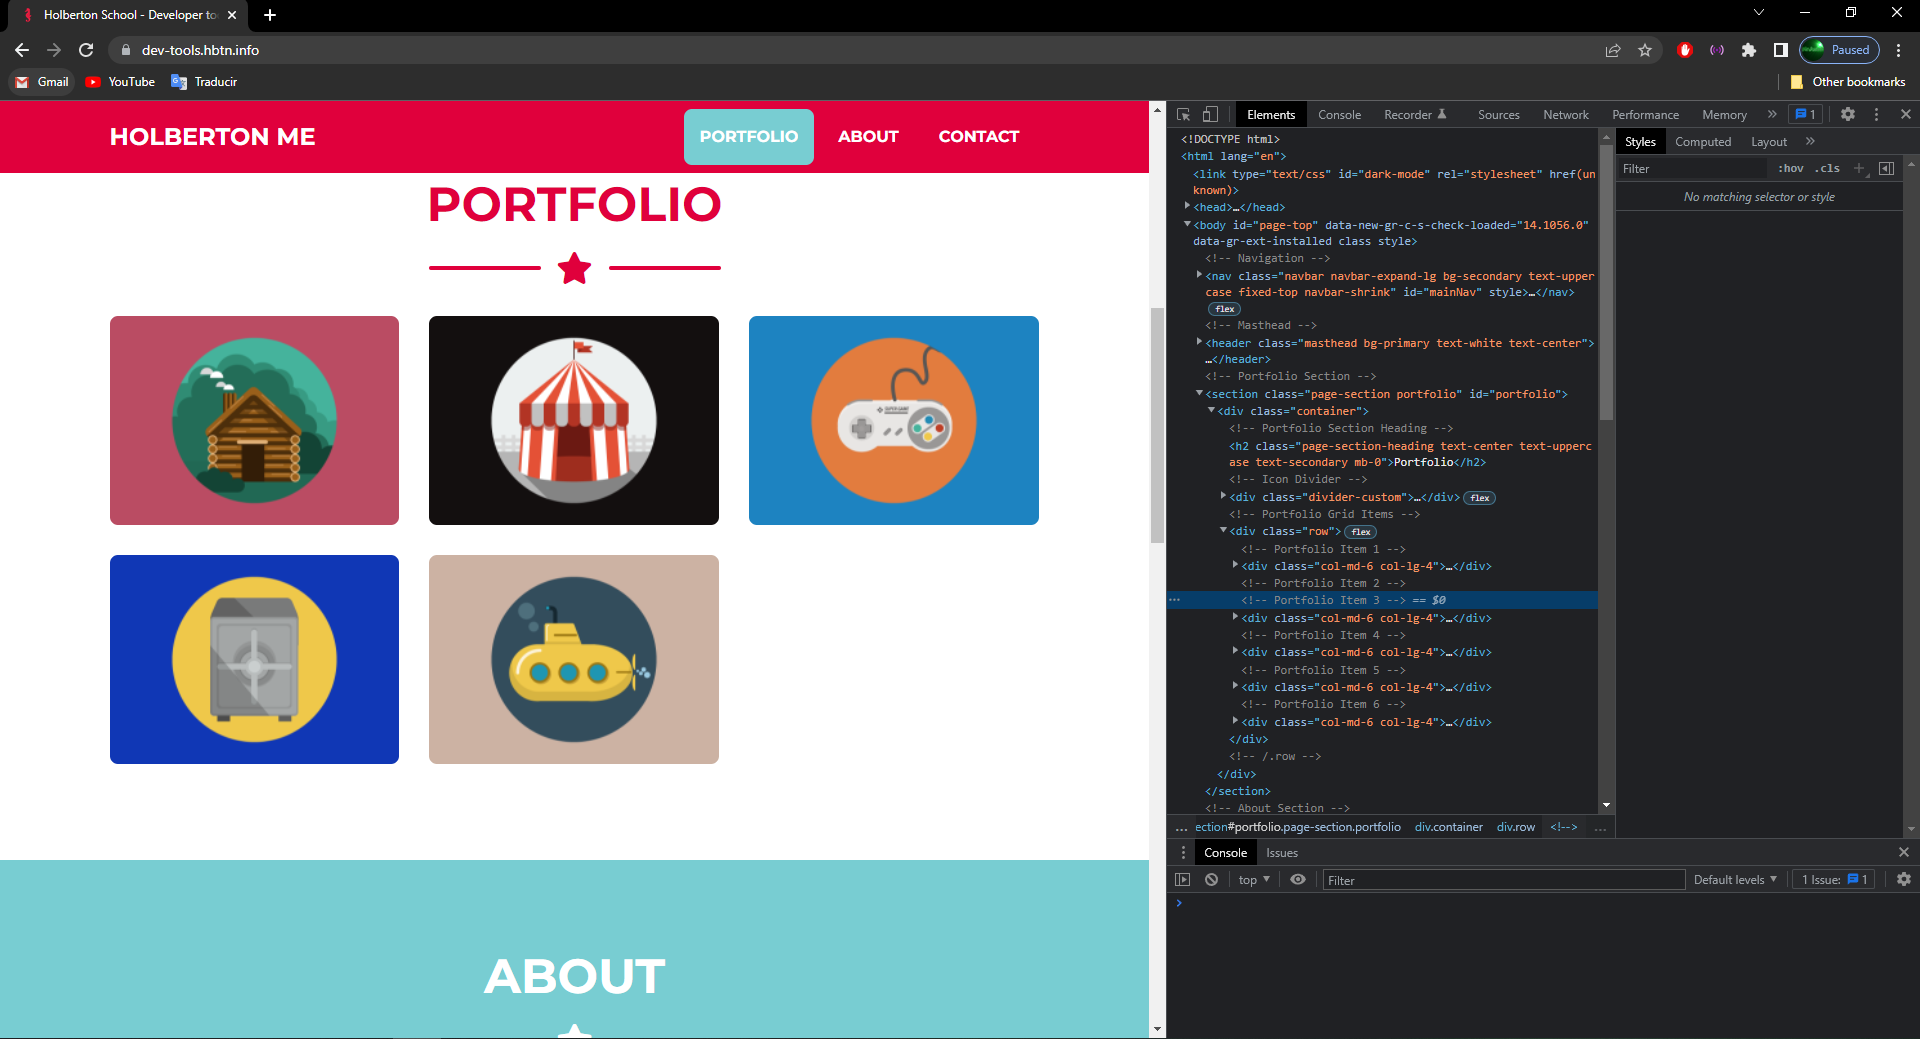 Holberton School - Developer to
dev-tools.hbtn.info
Paused
Gmail
YouTube
Traducir
Other bookmarks
HOLBERTON ME
PORTFOLIO
ABOUT
CONTACT
PORTFOLIO
ABOUT
Elements
Console
Recorder
Sources
Network
Performance
Memory
1
<!DOCTYPE html>
<html lang="en">
<link type="text/css" id="dark-mode" rel="stylesheet" href(un
known)>
<head>…</head>
<body id="page-top" data-new-gr-c-s-check-loaded="14.1056.0"
data-gr-ext-installed class style>
<!-- Navigation -->
<nav class="navbar navbar-expand-lg bg-secondary text-upper
case fixed-top navbar-shrink" id="mainNav" style>…</nav>
flex
<!-- Masthead -->
<header class="masthead bg-primary text-white text-center">
…</header>
<!-- Portfolio Section -->
<section class="page-section portfolio" id="portfolio">
<div class="container">
<!-- Portfolio Section Heading -->
<h2 class="page-section-heading text-center text-upperc
ase text-secondary mb-0">Portfolio</h2>
<!-- Icon Divider -->
<div class="divider-custom">…</div> flex
<!-- Portfolio Grid Items -->
<div class="row"> flex
<!-- Portfolio Item 1 -->
<div class="col-md-6 col-lg-4">…</div>
<!-- Portfolio Item 2 -->
<!-- Portfolio Item 3 --> == $0
<div class="col-md-6 col-lg-4">…</div>
<!-- Portfolio Item 4 -->
<div class="col-md-6 col-lg-4">…</div>
<!-- Portfolio Item 5 -->
<div class="col-md-6 col-lg-4">…</div>
<!-- Portfolio Item 6 -->
<div class="col-md-6 col-lg-4">…</div>
</div>
<!-- /.row -->
</div>
</section>
<!-- About Section -->
... ection#portfolio.page-section.portfolio div.container div.row <!--> ...
Styles
Computed
Layout
Filter
:hov
.cls
No matching selector or style
Console
Issues
top
Filter
Default levels
1 Issue: 1